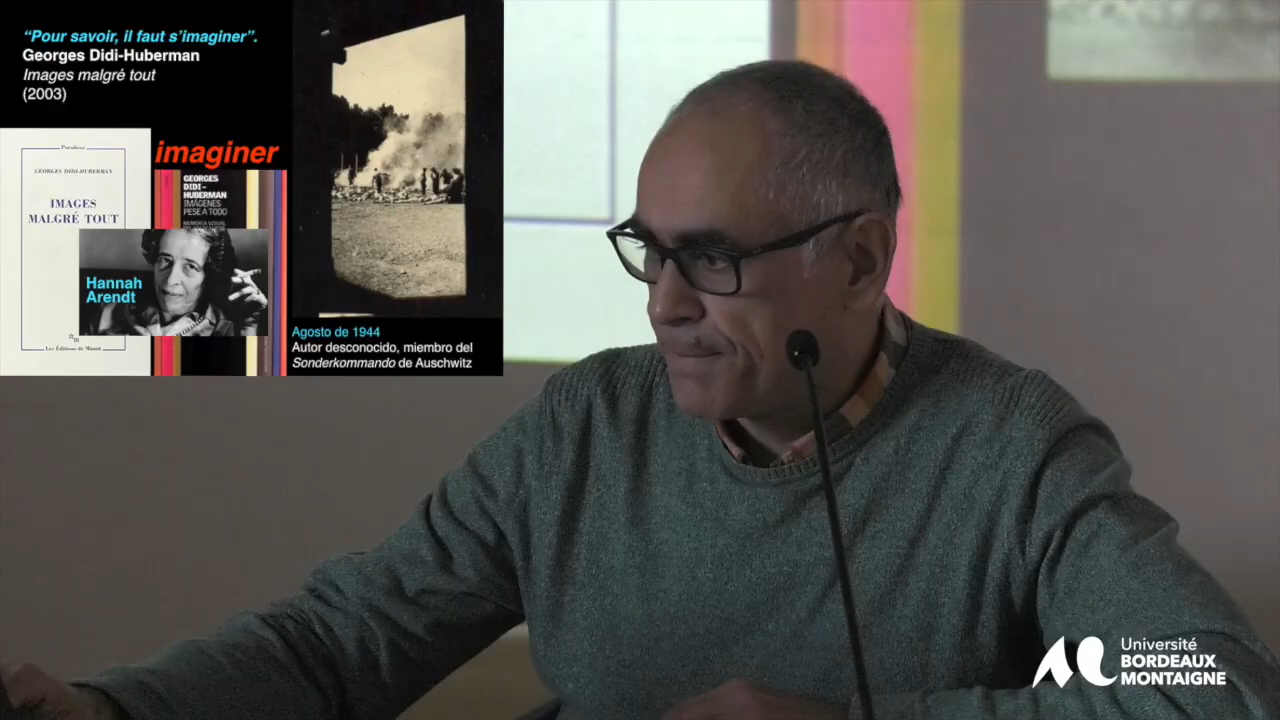 “Pour savoir, il faut s’imaginer”.
Georges Didi-Huberman
Images malgré tout
(2003)
Paradoxe
GEORGES DIDI-HUBERMAN
IMAGES
MALGRÉ TOUT
Les Éditions de Minuit
imaginer
GEORGES
DIDI-
HUBERMAN
IMÁGENES
PESE A TODO
Hannah
Arendt
Agosto de 1944
Autor desconocido, miembro del
Sonderkommando de Auschwitz
Université
BORDEAUX
MONTAIGNE